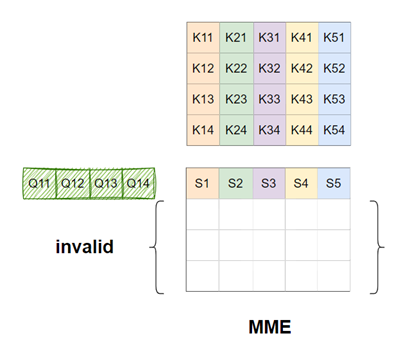 K11 K21 K31 K41 K51
K12 K22 K32 K42 K52
K13 K23 K33 K43 K53
K14 K24 K34 K44 K54
Q11 Q12 Q13 Q14 S1 S2 S3 S4 S5
invalid
MME